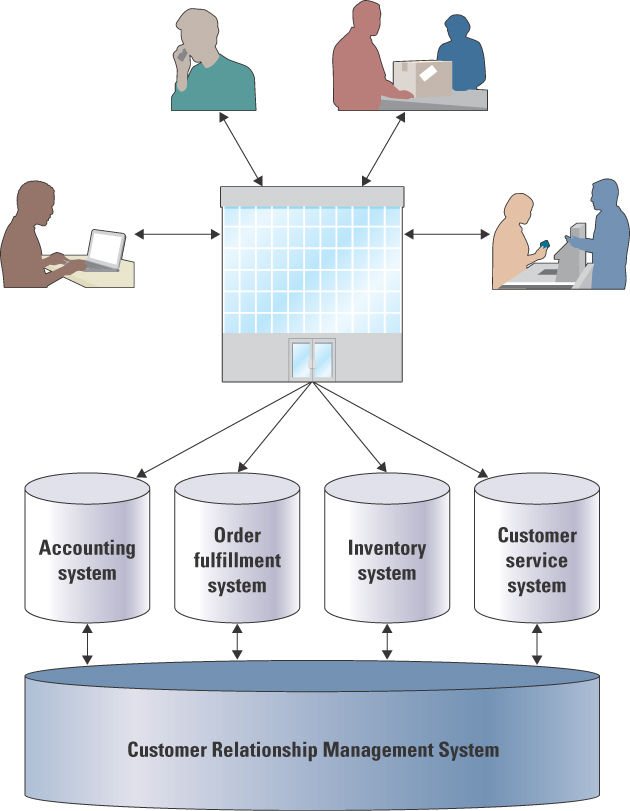 Accounting
system
Order
fulfillment
system
Inventory
system
Customer
service
system
Customer Relationship Management System